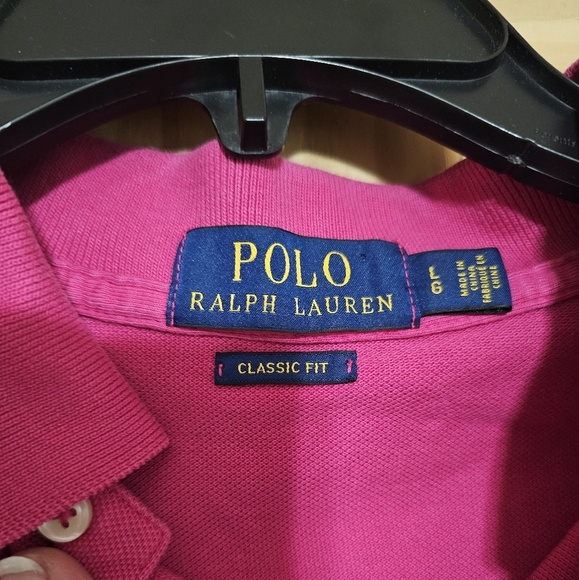 POLO
RALPH LAUREN
L/G
MADE IN
CHINA
FABRIQUÉ EN
CHINE
CLASSIC FIT